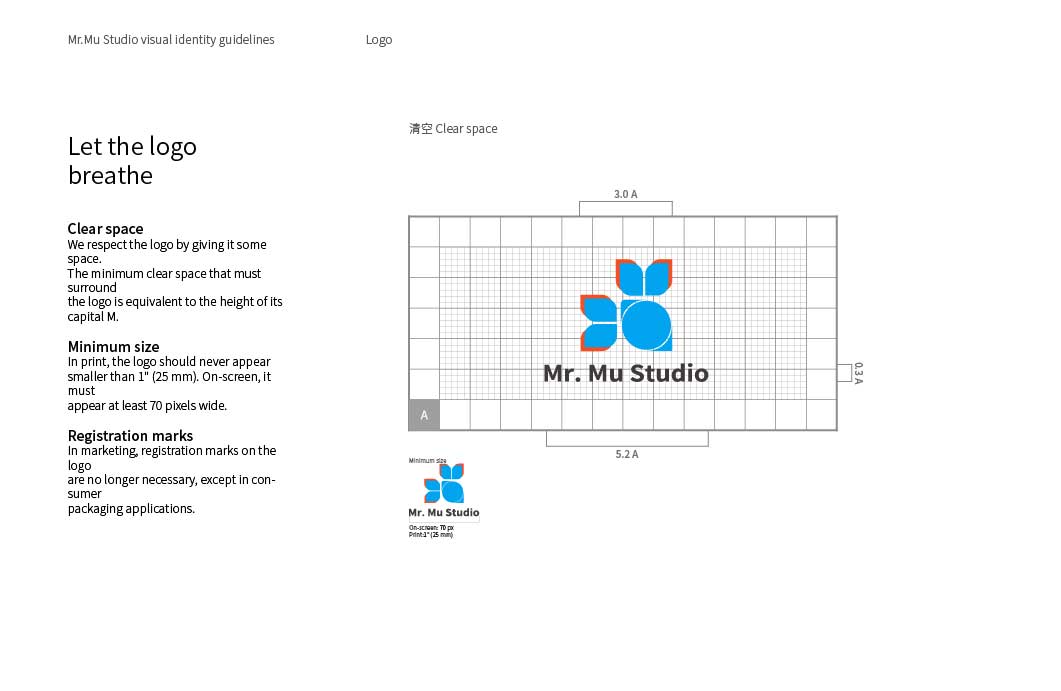 Mr.Mu Studio visual identity guidelines
Logo
Let the logo
breathe
Clear space
We respect the logo by giving it some
space.
The minimum clear space that must
surround
the logo is equivalent to the height of its
capital M.
Minimum size
In print, the logo should never appear
smaller than 1" (25 mm). On-screen, it
must
appear at least 70 pixels wide.
Registration marks
In marketing, registration marks on the
logo
are no longer necessary, except in con-
sumer
packaging applications.
清空 Clear space
3.0 A
Mr. Mu Studio
0.3 A
A
5.2 A
Minimum size
Mr. Mu Studio
On-screen: 70 px
Print:1" (25 mm)